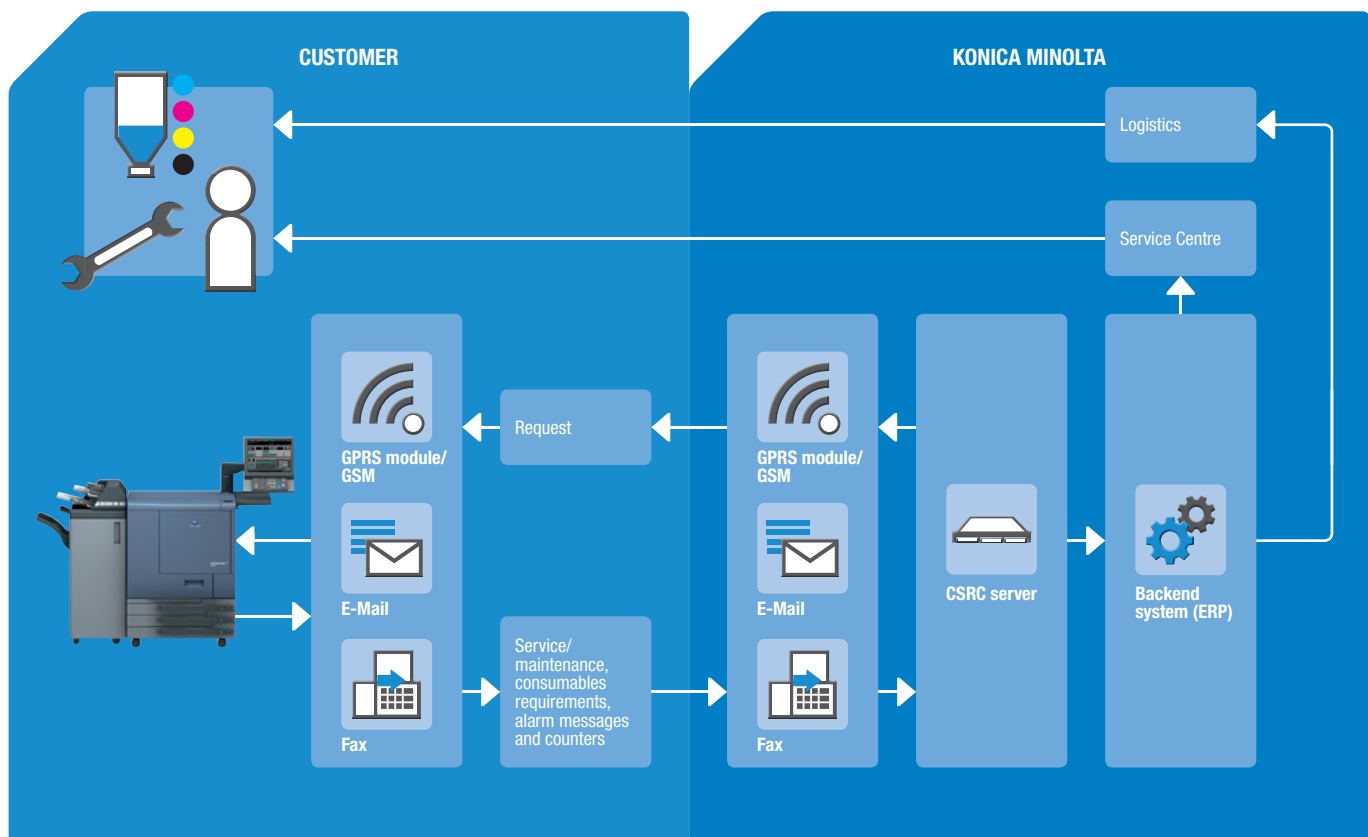 CUSTOMER
KONICA MINOLTA
Logistics
Service Centre
GPRS module/
GSM
E-Mail
Fax
Request
Service/
maintenance,
consumables
requirements,
alarm messages
and counters
GPRS module/
GSM
E-Mail
Fax
CSRC server
Backend
system (ERP)